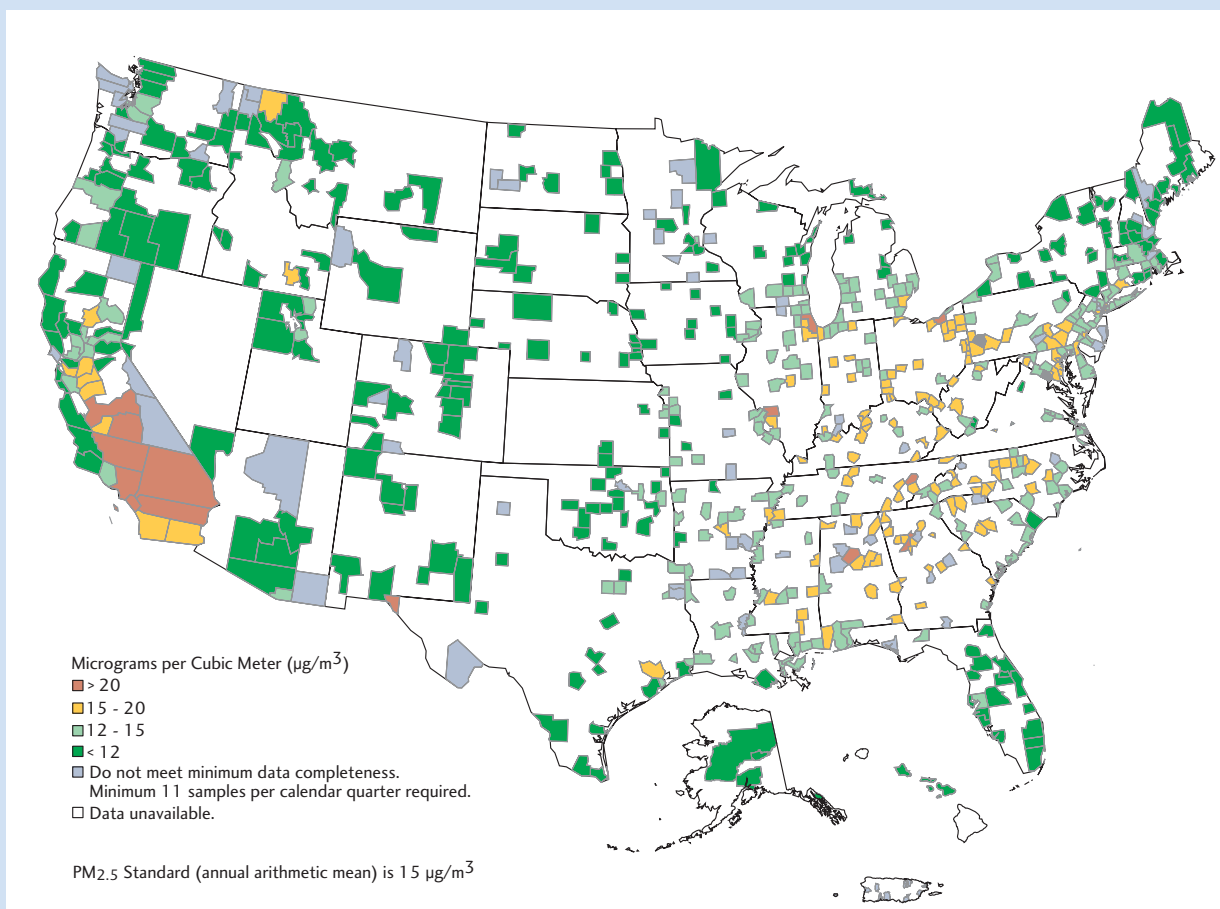 Micrograms per Cubic Meter (µg/m³)
> 20
15 - 20
12 - 15
< 12
Do not meet minimum data completeness.
Minimum 11 samples per calendar quarter required.
Data unavailable.
PM2.5 Standard (annual arithmetic mean) is 15 µg/m³